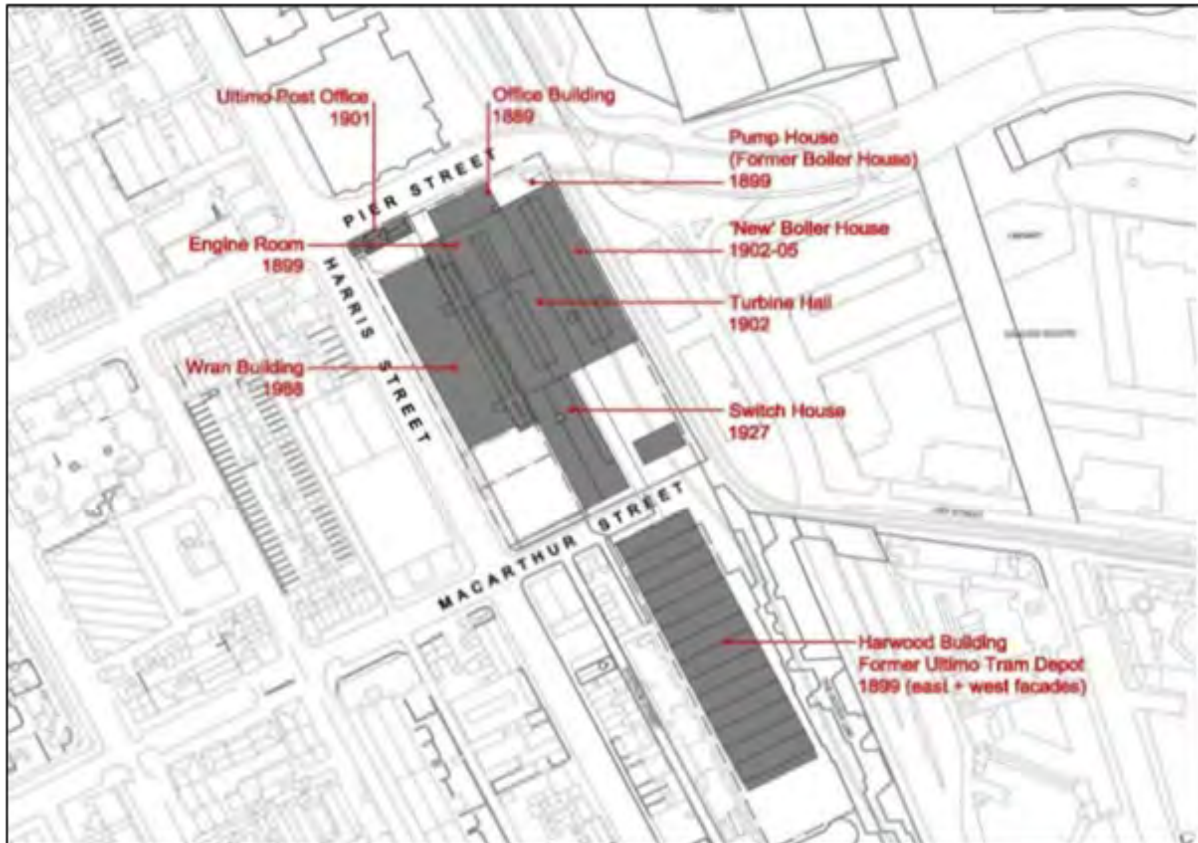 Ultimo Post Office
1901
Office Building
1889
Pump House
(Former Boiler House)
1899
PIER STREET
Engine Room
1899
'New' Boiler House
1902-05
HARRIS STREET
Turbine Hall
1902
Wran Building
1988
Switch House
1927
MACARTHUR STREET
Harwood Building
Former Ultimo Tram Depot
1899 (east + west facades)